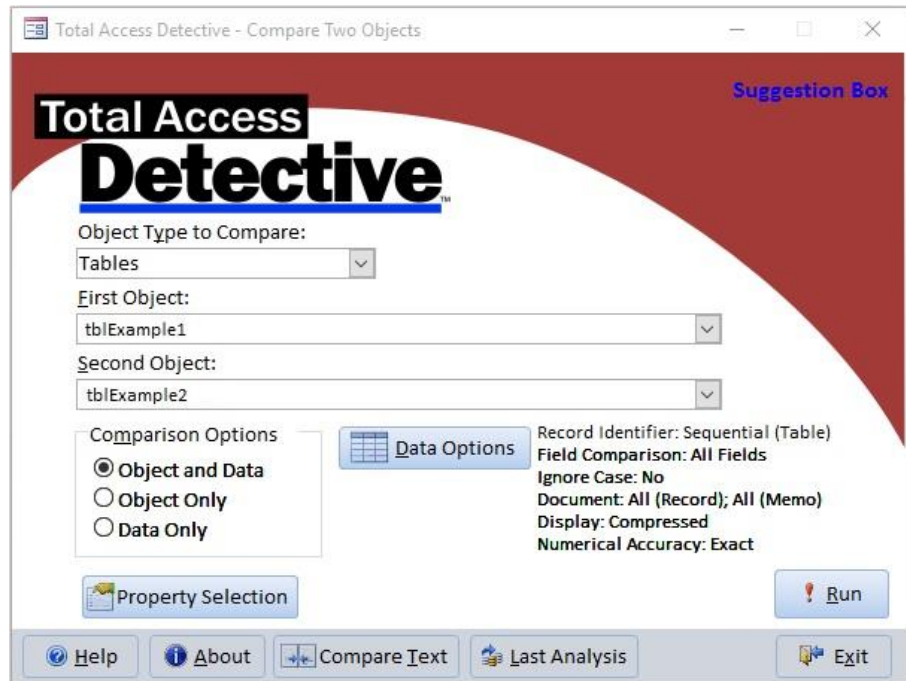 Total Access Detective - Compare Two Objects
Suggestion Box
Total Access
Detective™
Object Type to Compare:
Tables
First Object:
tblExample1
Second Object:
tblExample2
Comparison Options
Object and Data
Object Only
Data Only
Data Options
Record Identifier: Sequential (Table)
Field Comparison: All Fields
Ignore Case: No
Document: All (Record); All (Memo)
Display: Compressed
Numerical Accuracy: Exact
Property Selection
Run
Help
About
Compare Text
Last Analysis
Exit